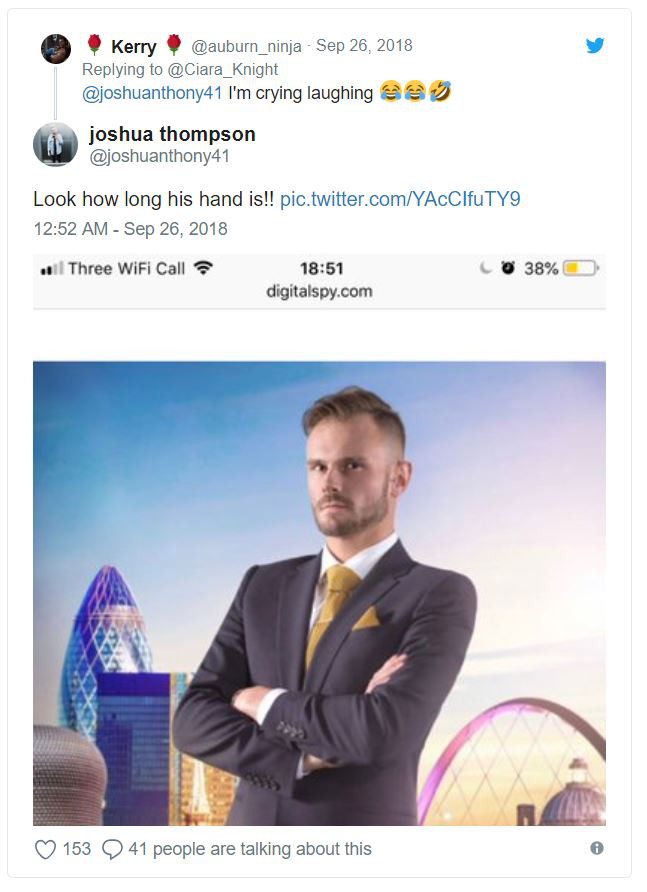 🌹 Kerry 🌹 @auburn_ninja · Sep 26, 2018
Replying to @Ciara_Knight
@joshuanthony41 I'm crying laughing 😂😂🤣
joshua thompson
@joshuanthony41
Look how long his hand is!! pic.twitter.com/YAcCIfuTY9
12:52 AM - Sep 26, 2018
Three WiFi Call 18:51 38%
digitalspy.com
153 41 people are talking about this